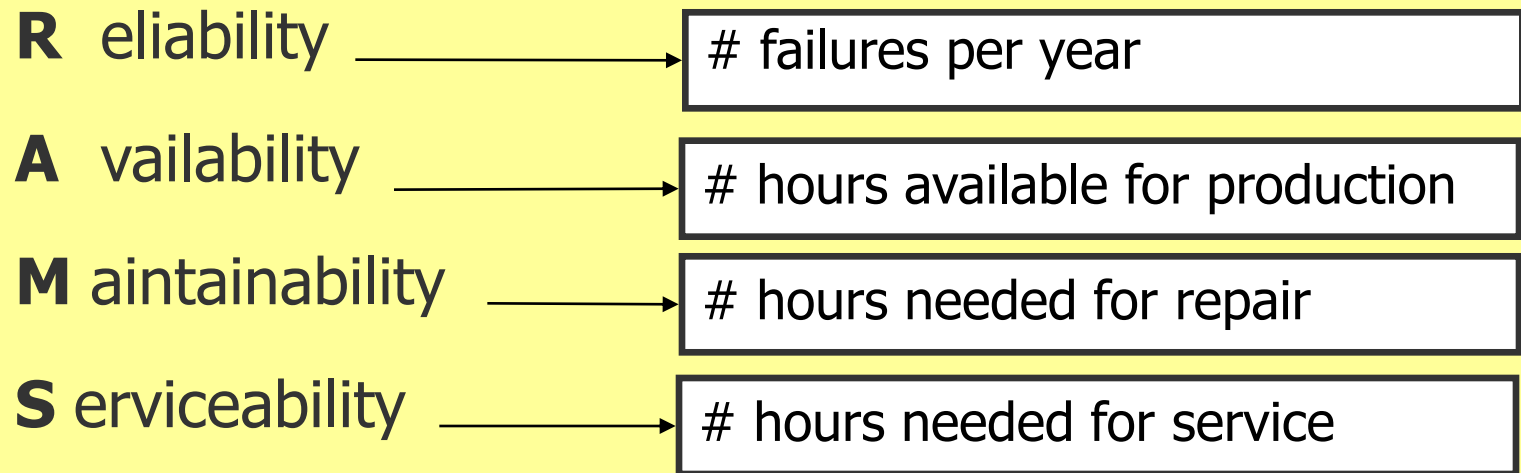 R eliability # failures per year
A vailability # hours available for production
M aintainability # hours needed for repair
S erviceability # hours needed for service